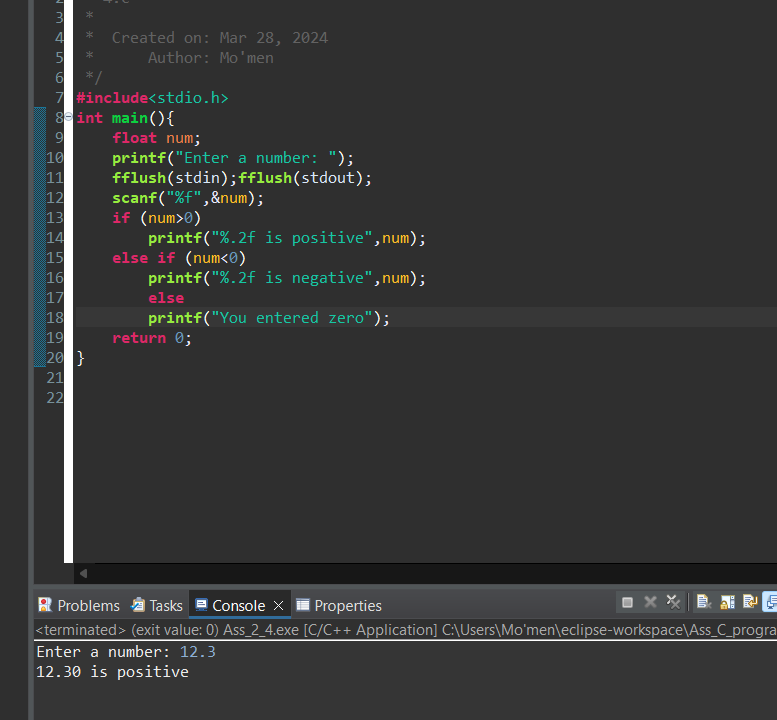 2
3 *
4 *  Created on: Mar 28, 2024
5 *      Author: Mo'men
6 */
7 #include<stdio.h>
8 int main(){
9     float num;
10     printf("Enter a number: ");
11     fflush(stdin);fflush(stdout);
12     scanf("%f",&num);
13     if (num>0)
14         printf("%.2f is positive",num);
15     else if (num<0)
16         printf("%.2f is negative",num);
17         else
18         printf("You entered zero");
19     return 0;
20 }
21
22
Problems Tasks Console Properties
<terminated> (exit value: 0) Ass_2_4.exe [C/C++ Application] C:\Users\Mo'men\eclipse-workspace\Ass_C_progra
Enter a number: 12.3
12.30 is positive